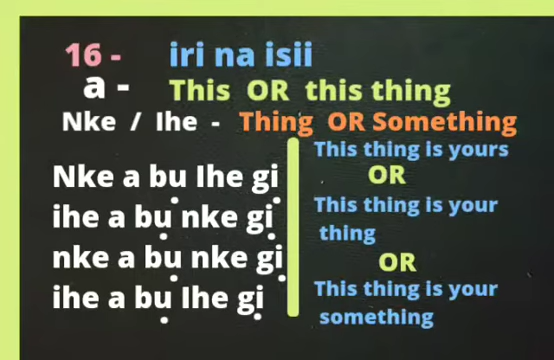 16 - iri na isii
a - This OR this thing
Nke / Ihe - Thing OR Something
Nke a bụ Ihe gị
ihe a bụ nke gị
nke a bụ nke gị
ihe a bụ Ihe gị
This thing is yours
OR
This thing is your
thing
OR
This thing is your
something